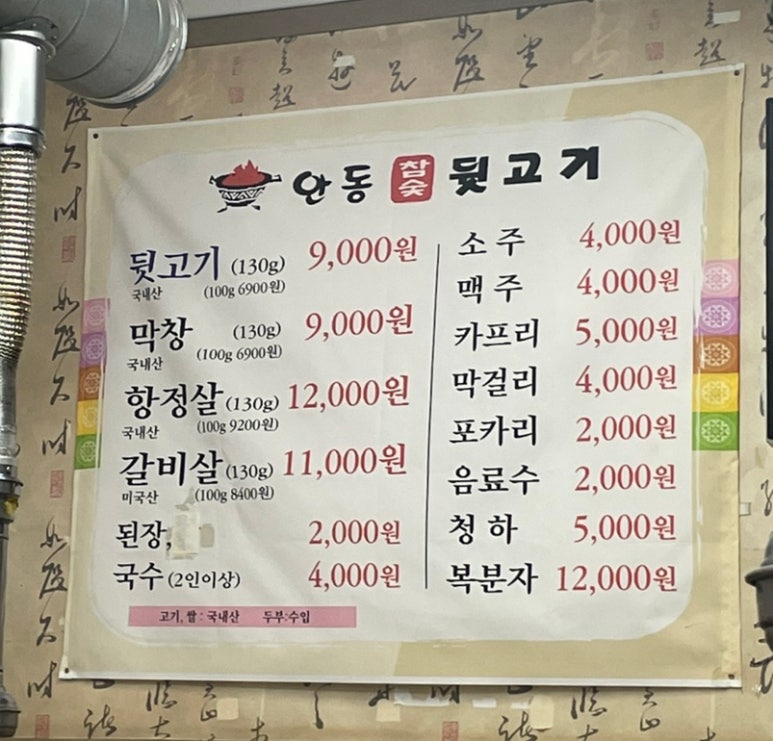 안동 참숯 뒷고기
뒷고기 (130g) 9,000원
국내산 (100g 6900원)
막창 (130g) 9,000원
국내산 (100g 6900원)
항정살 (130g) 12,000원
국내산 (100g 9200원)
갈비살 (130g) 11,000원
미국산 (100g 8400원)
된장, 2,000원
국수 (2인이상) 4,000원
고기, 쌀 : 국내산 두부:수입
소주 4,000원
맥주 4,000원
카프리 5,000원
막걸리 4,000원
포카리 2,000원
음료수 2,000원
청하 5,000원
복분자 12,000원